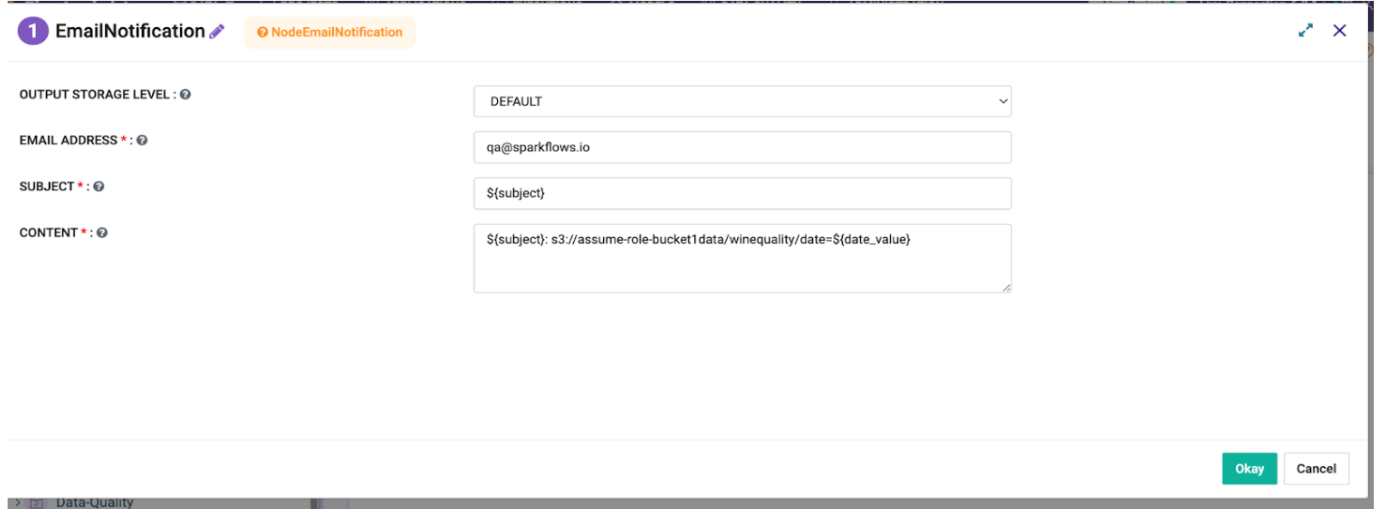 1 EmailNotification NodeEmailNotification
OUTPUT STORAGE LEVEL :
DEFAULT
EMAIL ADDRESS * :
qa@sparkflows.io
SUBJECT * :
${subject}
CONTENT * :
${subject}: s3://assume-role-bucket1data/winequality/date=${date_value}
Okay Cancel
Data-Quality